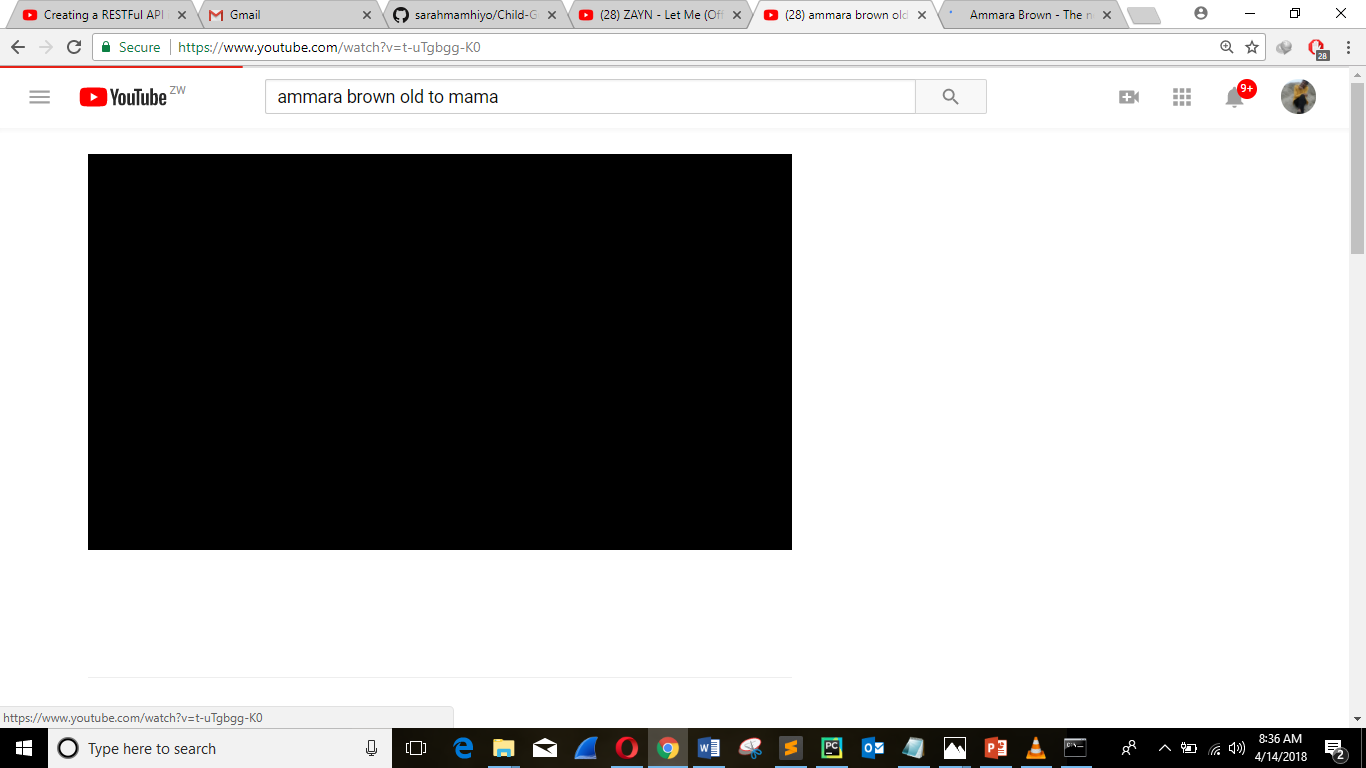 Creating a RESTFul API
Gmail
sarahmamhiyo/Child-G
(28) ZAYN - Let Me (Off
(28) ammara brown old
Ammara Brown - The n
Secure
https://www.youtube.com/watch?v=t-uTgbgg-K0
28
YouTube ZW
ammara brown old to mama
9+
https://www.youtube.com/watch?v=t-uTgbgg-K0
Type here to search
8:36 AM
4/14/2018
2